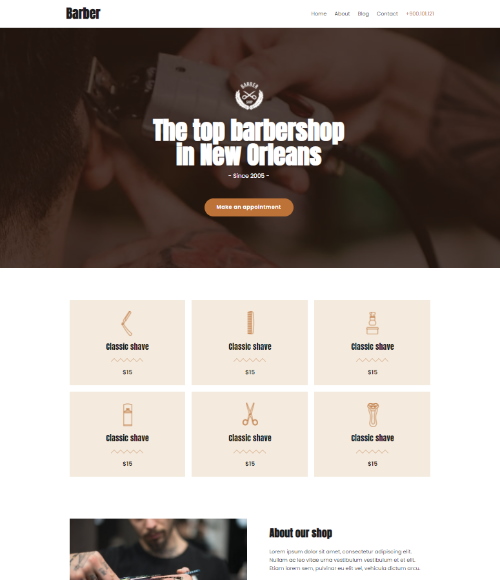 Barber
Home About Blog Contact +900.101.121
BARBER
The top barbershop
in New Orleans
- Since 2005 -
Make an appointment
Classic shave
$15
Classic shave
$15
Classic shave
$15
Classic shave
$15
Classic shave
$15
Classic shave
$15
About our shop
Lorem ipsum dolor sit amet, consectetur adipiscing elit.
Nullam ac leo vitae urna vestibulum vestibulum et et elit.
Etiam lorem sem, pulvinar eu elit vel, vehicula dictum arcu.